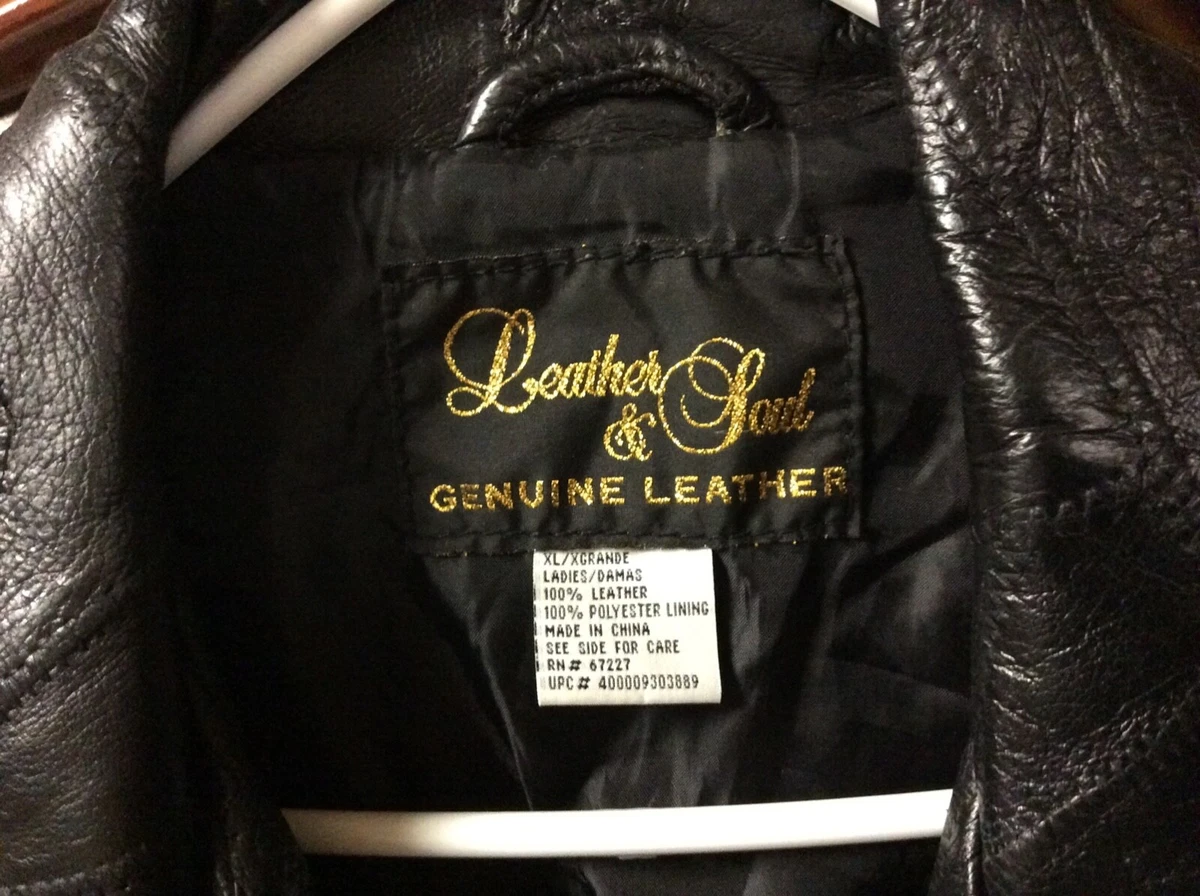 Leather & Soul
GENUINE LEATHER
XL/XGRANDE
LADIES/DAMAS
100% LEATHER
100% POLYESTER LINING
MADE IN CHINA
SEE SIDE FOR CARE
RN# 67227
UPC# 400009303889